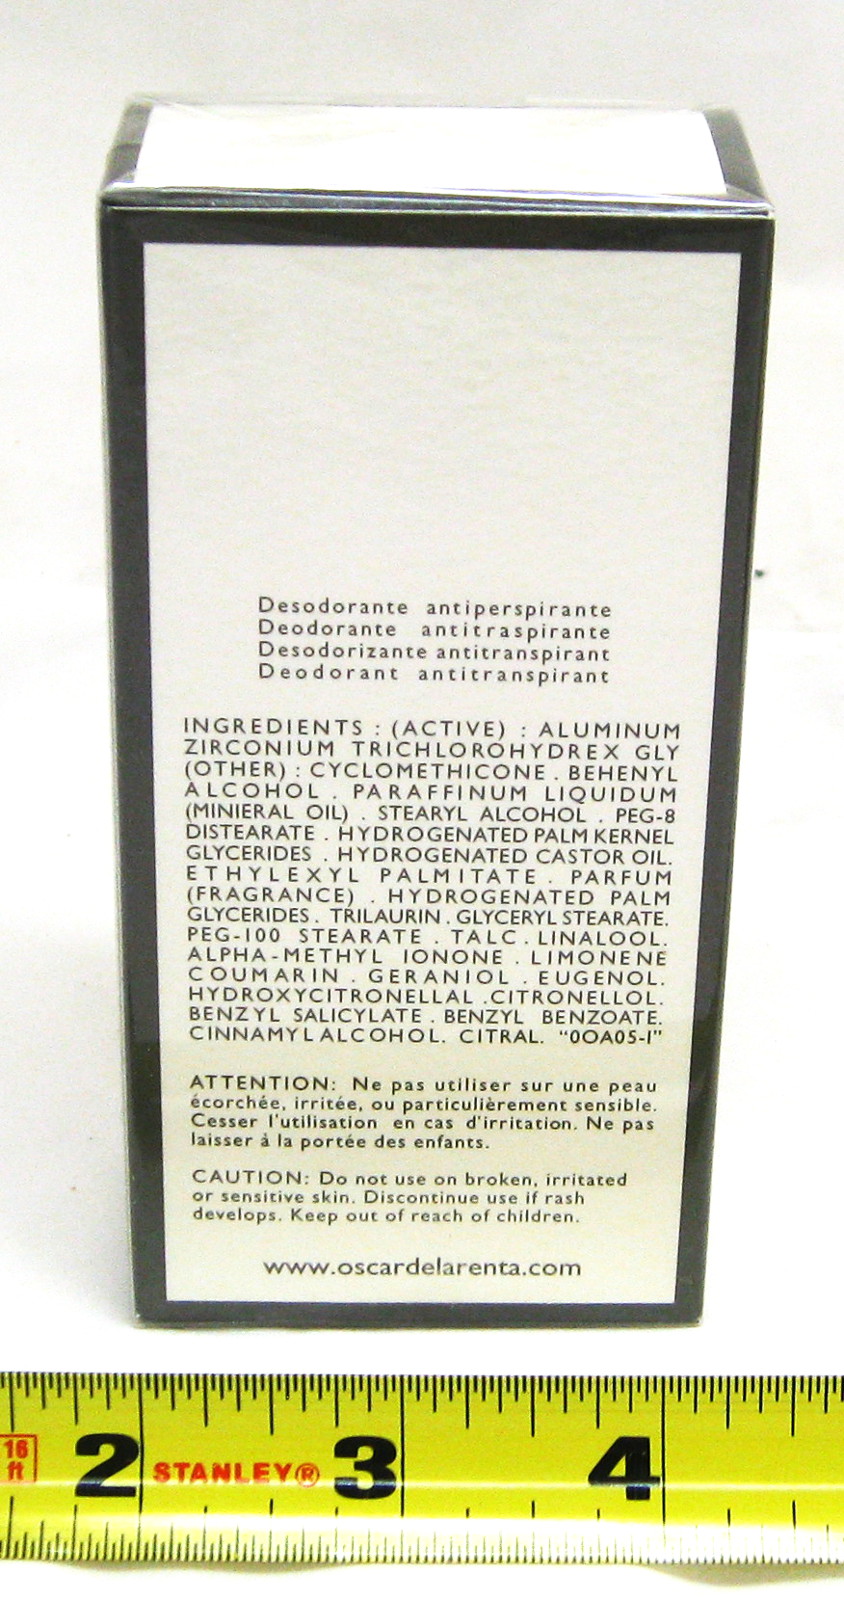 Desodorante antiperspirante
Deodorante antitraspirante
Desodorizante antitranspirant
Deodorant antitranspirant
INGREDIENTS : (ACTIVE) : ALUMINUM
ZIRCONIUM TRICHLOROHYDREX GLY
(OTHER) : CYCLOMETHICONE . BEHENYL
ALCOHOL . PARAFFINUM LIQUIDUM
(MINIERAL OIL) . STEARYL ALCOHOL . PEG-8
DISTEARATE . HYDROGENATED PALM KERNEL
GLYCERIDES . HYDROGENATED CASTOR OIL.
ETHYLEXYL PALMITATE . PARFUM
(FRAGRANCE) . HYDROGENATED PALM
GLYCERIDES . TRILAURIN . GLYCERYL STEARATE.
PEG-100 STEARATE . TALC . LINALOOL.
ALPHA-METHYL IONONE . LIMONENE
COUMARIN . GERANIOL . EUGENOL.
HYDROXYCITRONELLAL .CITRONELLOL.
BENZYL SALICYLATE . BENZYL BENZOATE.
CINNAMYL ALCOHOL. CITRAL. "0OA05-I"
ATTENTION: Ne pas utiliser sur une peau
écorchée, irritée, ou particulièrement sensible.
Cesser l'utilisation en cas d'irritation. Ne pas
laisser à la portée des enfants.
CAUTION: Do not use on broken, irritated
or sensitive skin. Discontinue use if rash
develops. Keep out of reach of children.
www.oscardelarenta.com
16 ft 2 STANLEY® 3 4